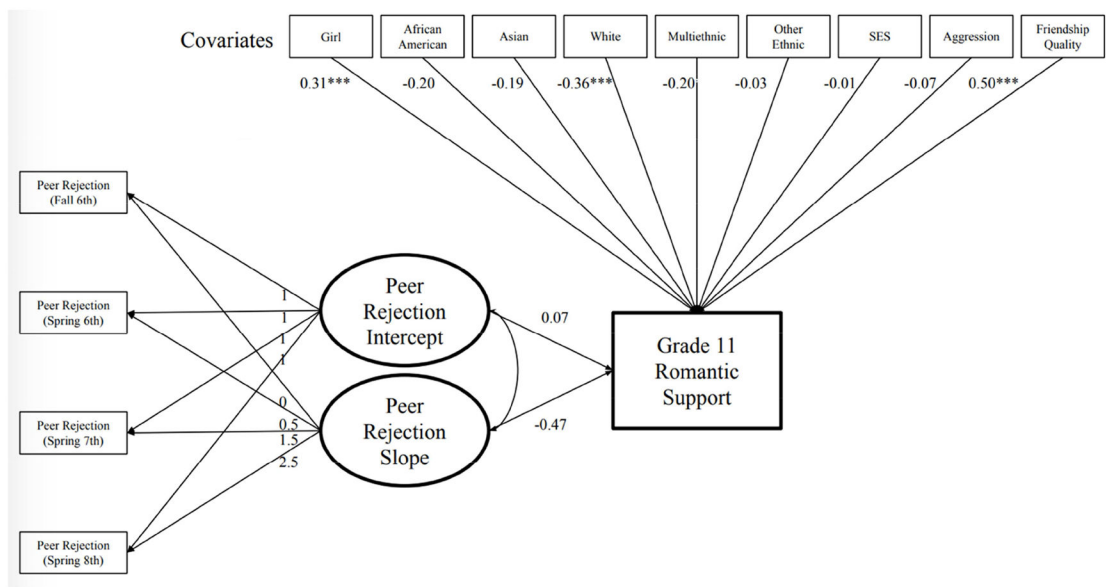 Covariates
Girl
African
American
Asian
White
Multiethnic
Other
Ethnic
SES
Aggression
Friendship
Quality
0.31***
-0.20
-0.19
-0.36***
-0.20
-0.03
-0.01
-0.07
0.50***
Peer Rejection
(Fall 6th)
Peer Rejection
(Spring 6th)
Peer Rejection
(Spring 7th)
Peer Rejection
(Spring 8th)
1
1
1
1
0
0.5
1.5
2.5
Peer
Rejection
Intercept
Peer
Rejection
Slope
0.07
-0.47
Grade 11
Romantic
Support